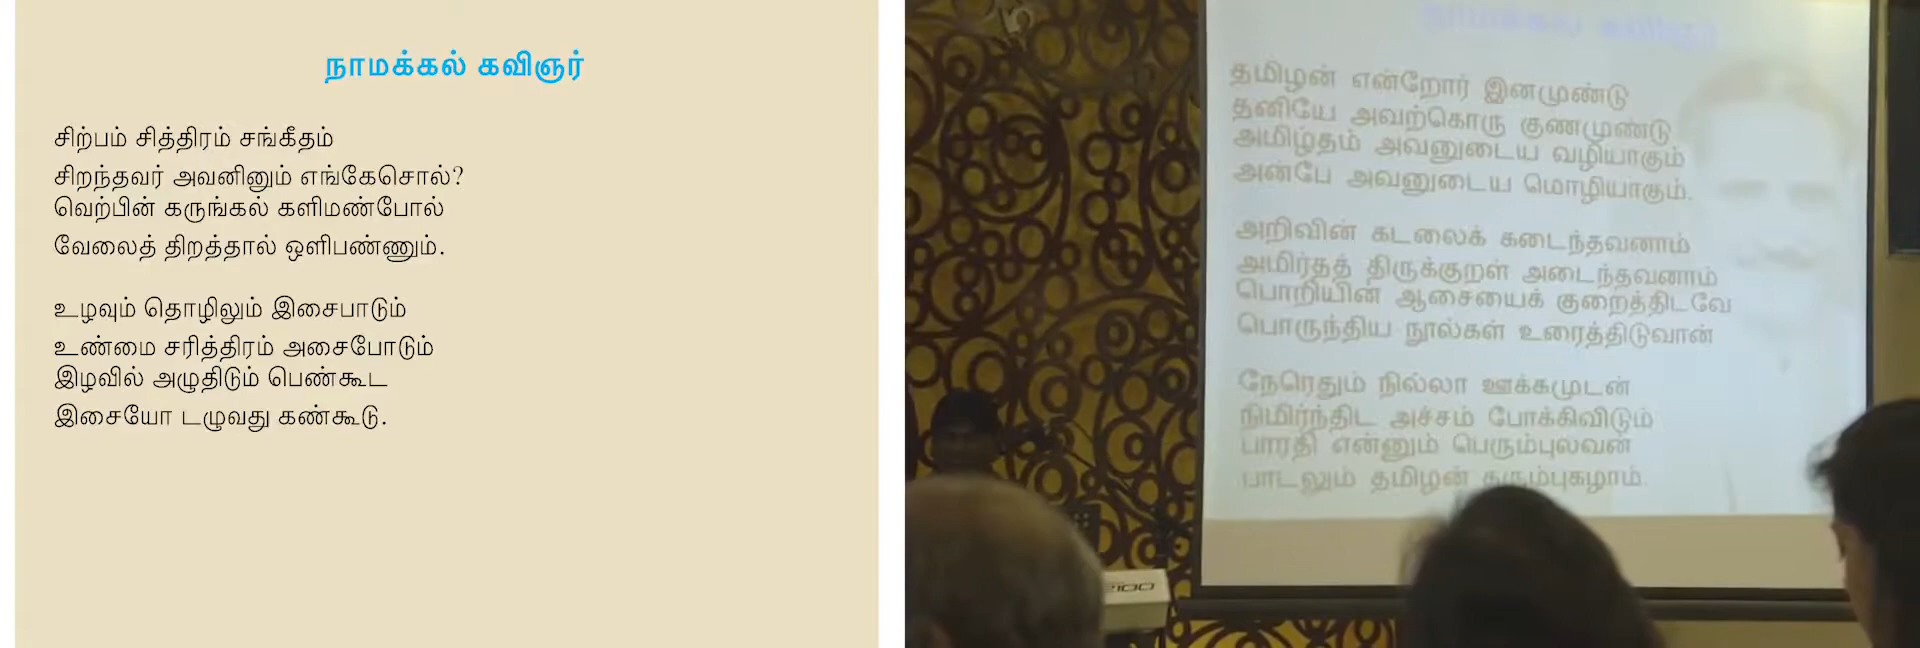 நாமக்கல் கவிஞர்
சிற்பம் சித்திரம் சங்கீதம்
சிறந்தவர் அவனினும் எங்கேசொல்?
வெற்பின் கருங்கல் களிமண்போல்
வேலைத் திறத்தால் ஒளிபண்ணும்.
உழவும் தொழிலும் இசைபாடும்
உண்மை சரித்திரம் அசைபோடும்
இழவில் அழுதிடும் பெண்கூட
இசையோ டழுவது கண்கூடு.
தமிழன் என்றோர் இனமுண்டு
தனியே அவற்கொரு குணமுண்டு
அமிழ்தம் அவனுடைய வழியாகும்
அன்பே அவனுடைய மொழியாகும்.
அறிவின் கடலைக் கடைந்தவனாம்
அமிர்தத் திருக்குறள் அடைந்தவனாம்
பொறியின் ஆசையைக் குறைத்திடவே
பொருந்திய நூல்கள் உரைத்திடுவான்
நேரெதும் நில்லா ஊக்கமுடன்
நிமிர்ந்திட அச்சம் போக்கிவிடும்
பாரதி என்னும் பெரும்புலவன்
பாடலும் தமிழன் தரும்புகழாம்.